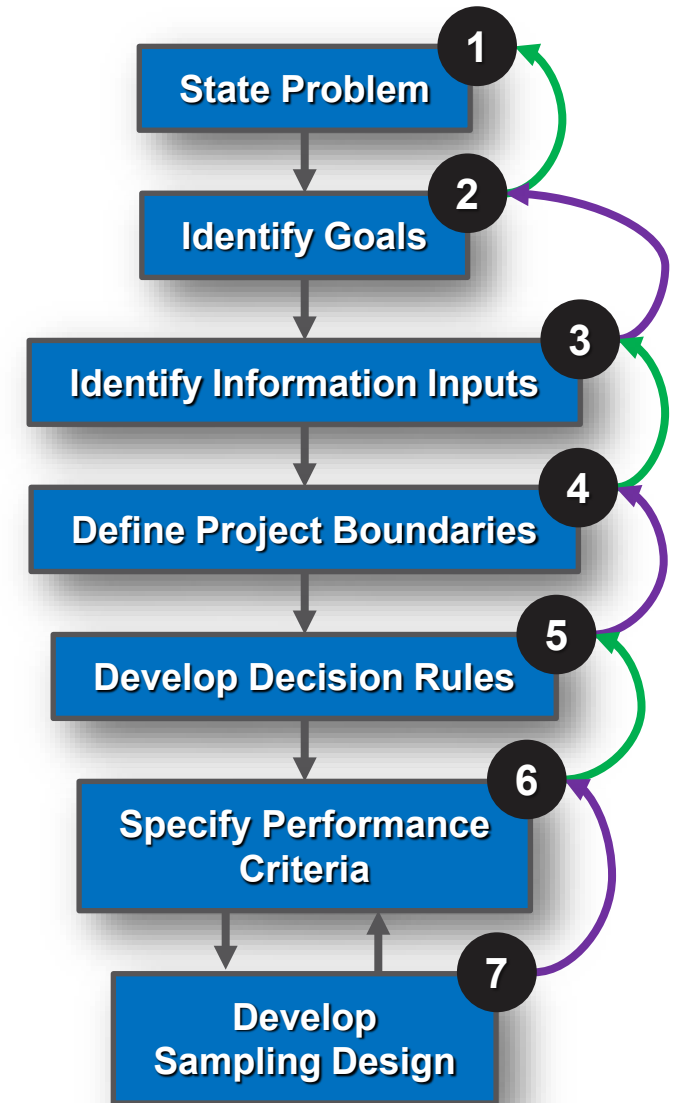 1
State Problem
2
Identify Goals
3
Identify Information Inputs
4
Define Project Boundaries
5
Develop Decision Rules
6
Specify Performance
Criteria
7
Develop
Sampling Design